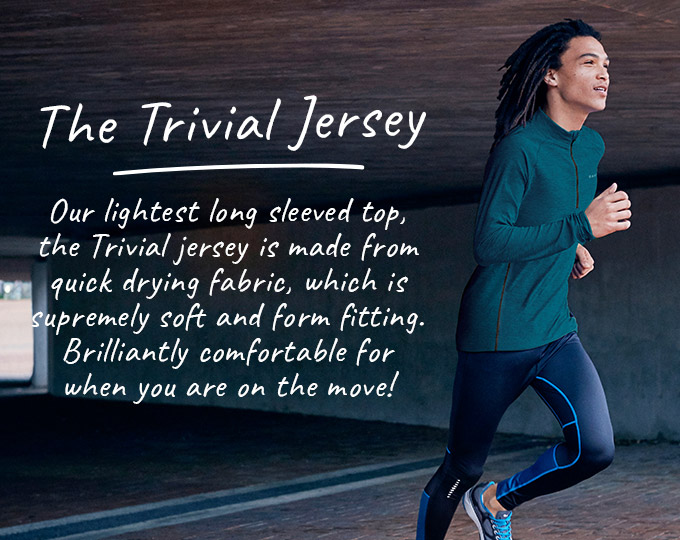 The Trivial Jersey
Our lightest long sleeved top,
the Trivial jersey is made from
quick drying fabric, which is
supremely soft and form fitting.
Brilliantly comfortable for
when you are on the move!